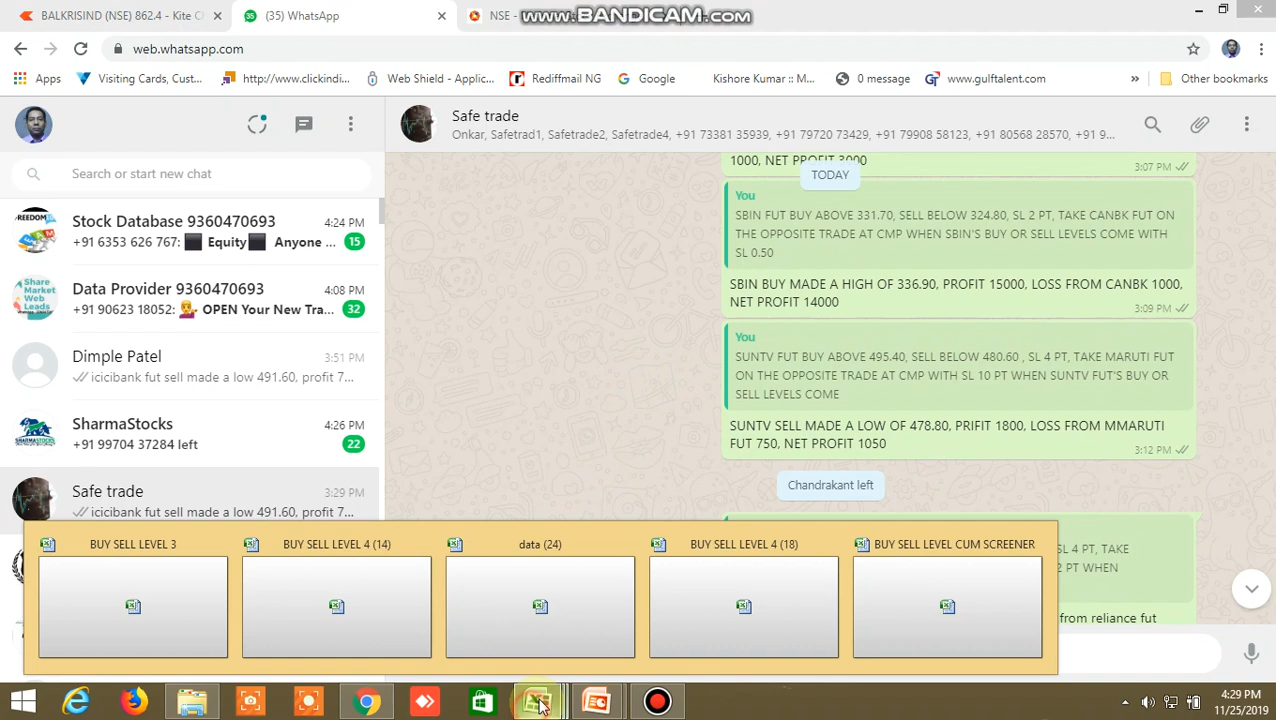 BALKRISIND (NSE) 862.4 - Kite C
(35) WhatsApp
NSE -
www.BANDICAM.com
web.whatsapp.com
Apps
Visiting Cards, Cust...
http://www.clickindi...
Web Shield - Applic...
Rediffmail NG
Google
Kishore Kumar :: M...
0 message
www.gulftalent.com
»
Other bookmarks
Safe trade
Onkar, Safetrad1, Safetrade2, Safetrade4, +91 73381 35939, +91 79720 73429, +91 79908 58123, +91 80568 28570, +91 9...
Search or start new chat
Stock Database 9360470693
4:24 PM
+91 6353 626 767: Equity Anyone ...
15
Data Provider 9360470693
4:08 PM
+91 90623 18052: OPEN Your New Tra...
32
Dimple Patel
3:51 PM
icicibank fut sell made a low 491.60, profit 7...
SharmaStocks
4:26 PM
+91 99704 37284 left
22
Safe trade
3:29 PM
icicibank fut sell made a low 491.60, profit 7...
1000, NET PROFIT 3000
3:07 PM
TODAY
You
SBIN FUT BUY ABOVE 331.70, SELL BELOW 324.80, SL 2 PT, TAKE CANBK FUT ON
THE OPPOSITE TRADE AT CMP WHEN SBIN'S BUY OR SELL LEVELS COME WITH
SL 0.50
SBIN BUY MADE A HIGH OF 336.90, PROFIT 15000, LOSS FROM CANBK 1000,
NET PROFIT 14000
3:09 PM
You
SUNTV FUT BUY ABOVE 495.40, SELL BELOW 480.60 , SL 4 PT, TAKE MARUTI FUT
ON THE OPPOSITE TRADE AT CMP WITH SL 10 PT WHEN SUNTV FUT'S BUY OR
SELL LEVELS COME
SUNTV SELL MADE A LOW OF 478.80, PRIFIT 1800, LOSS FROM MMARUTI
FUT 750, NET PROFIT 1050
3:12 PM
Chandrakant left
SL 4 PT, TAKE
2 PT WHEN
from reliance fut
BUY SELL LEVEL 3
BUY SELL LEVEL 4 (14)
data (24)
BUY SELL LEVEL 4 (18)
BUY SELL LEVEL CUM SCREENER
4:29 PM
11/25/2019